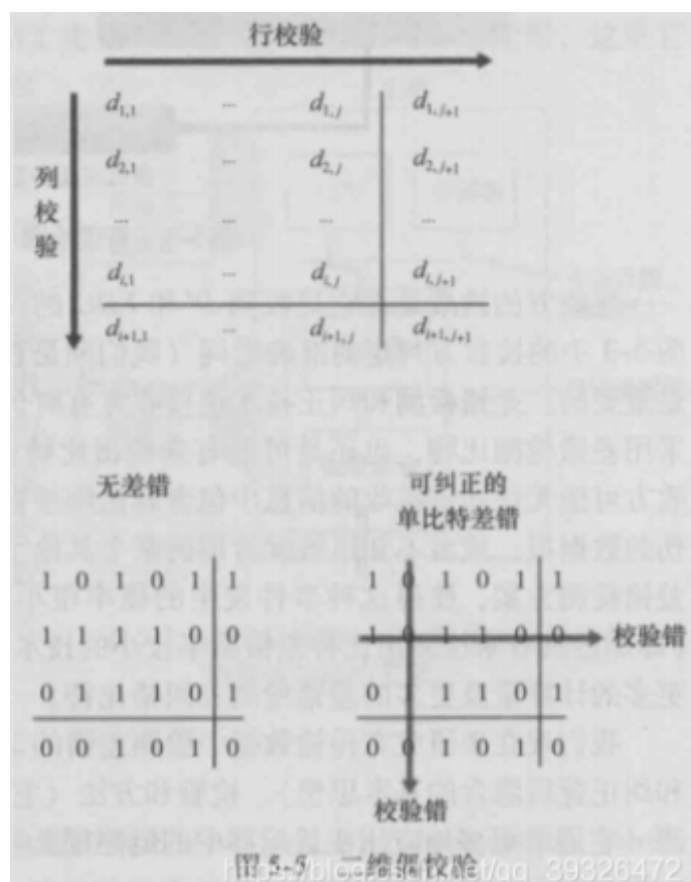 行校验
列校验
d1,1 ... d1,j d1,j+1
d2,1 ... d2,j d2,j+1
... ... ... ...
di,1 ... di,j di,j+1
di+1,1 ... di+1,j di+1,j+1
无差错
可纠正的
单比特差错
1 0 1 0 1 1
1 1 1 1 0 0
0 1 1 1 0 1
0 0 1 0 1 0
1 0 1 0 1 1
1 0 1 1 0 0 校验错
0 1 1 1 0 1
0 0 1 0 1 0
校验错
图 5-5 二维偶校验
https://blog.csdn.net/qq_39326472